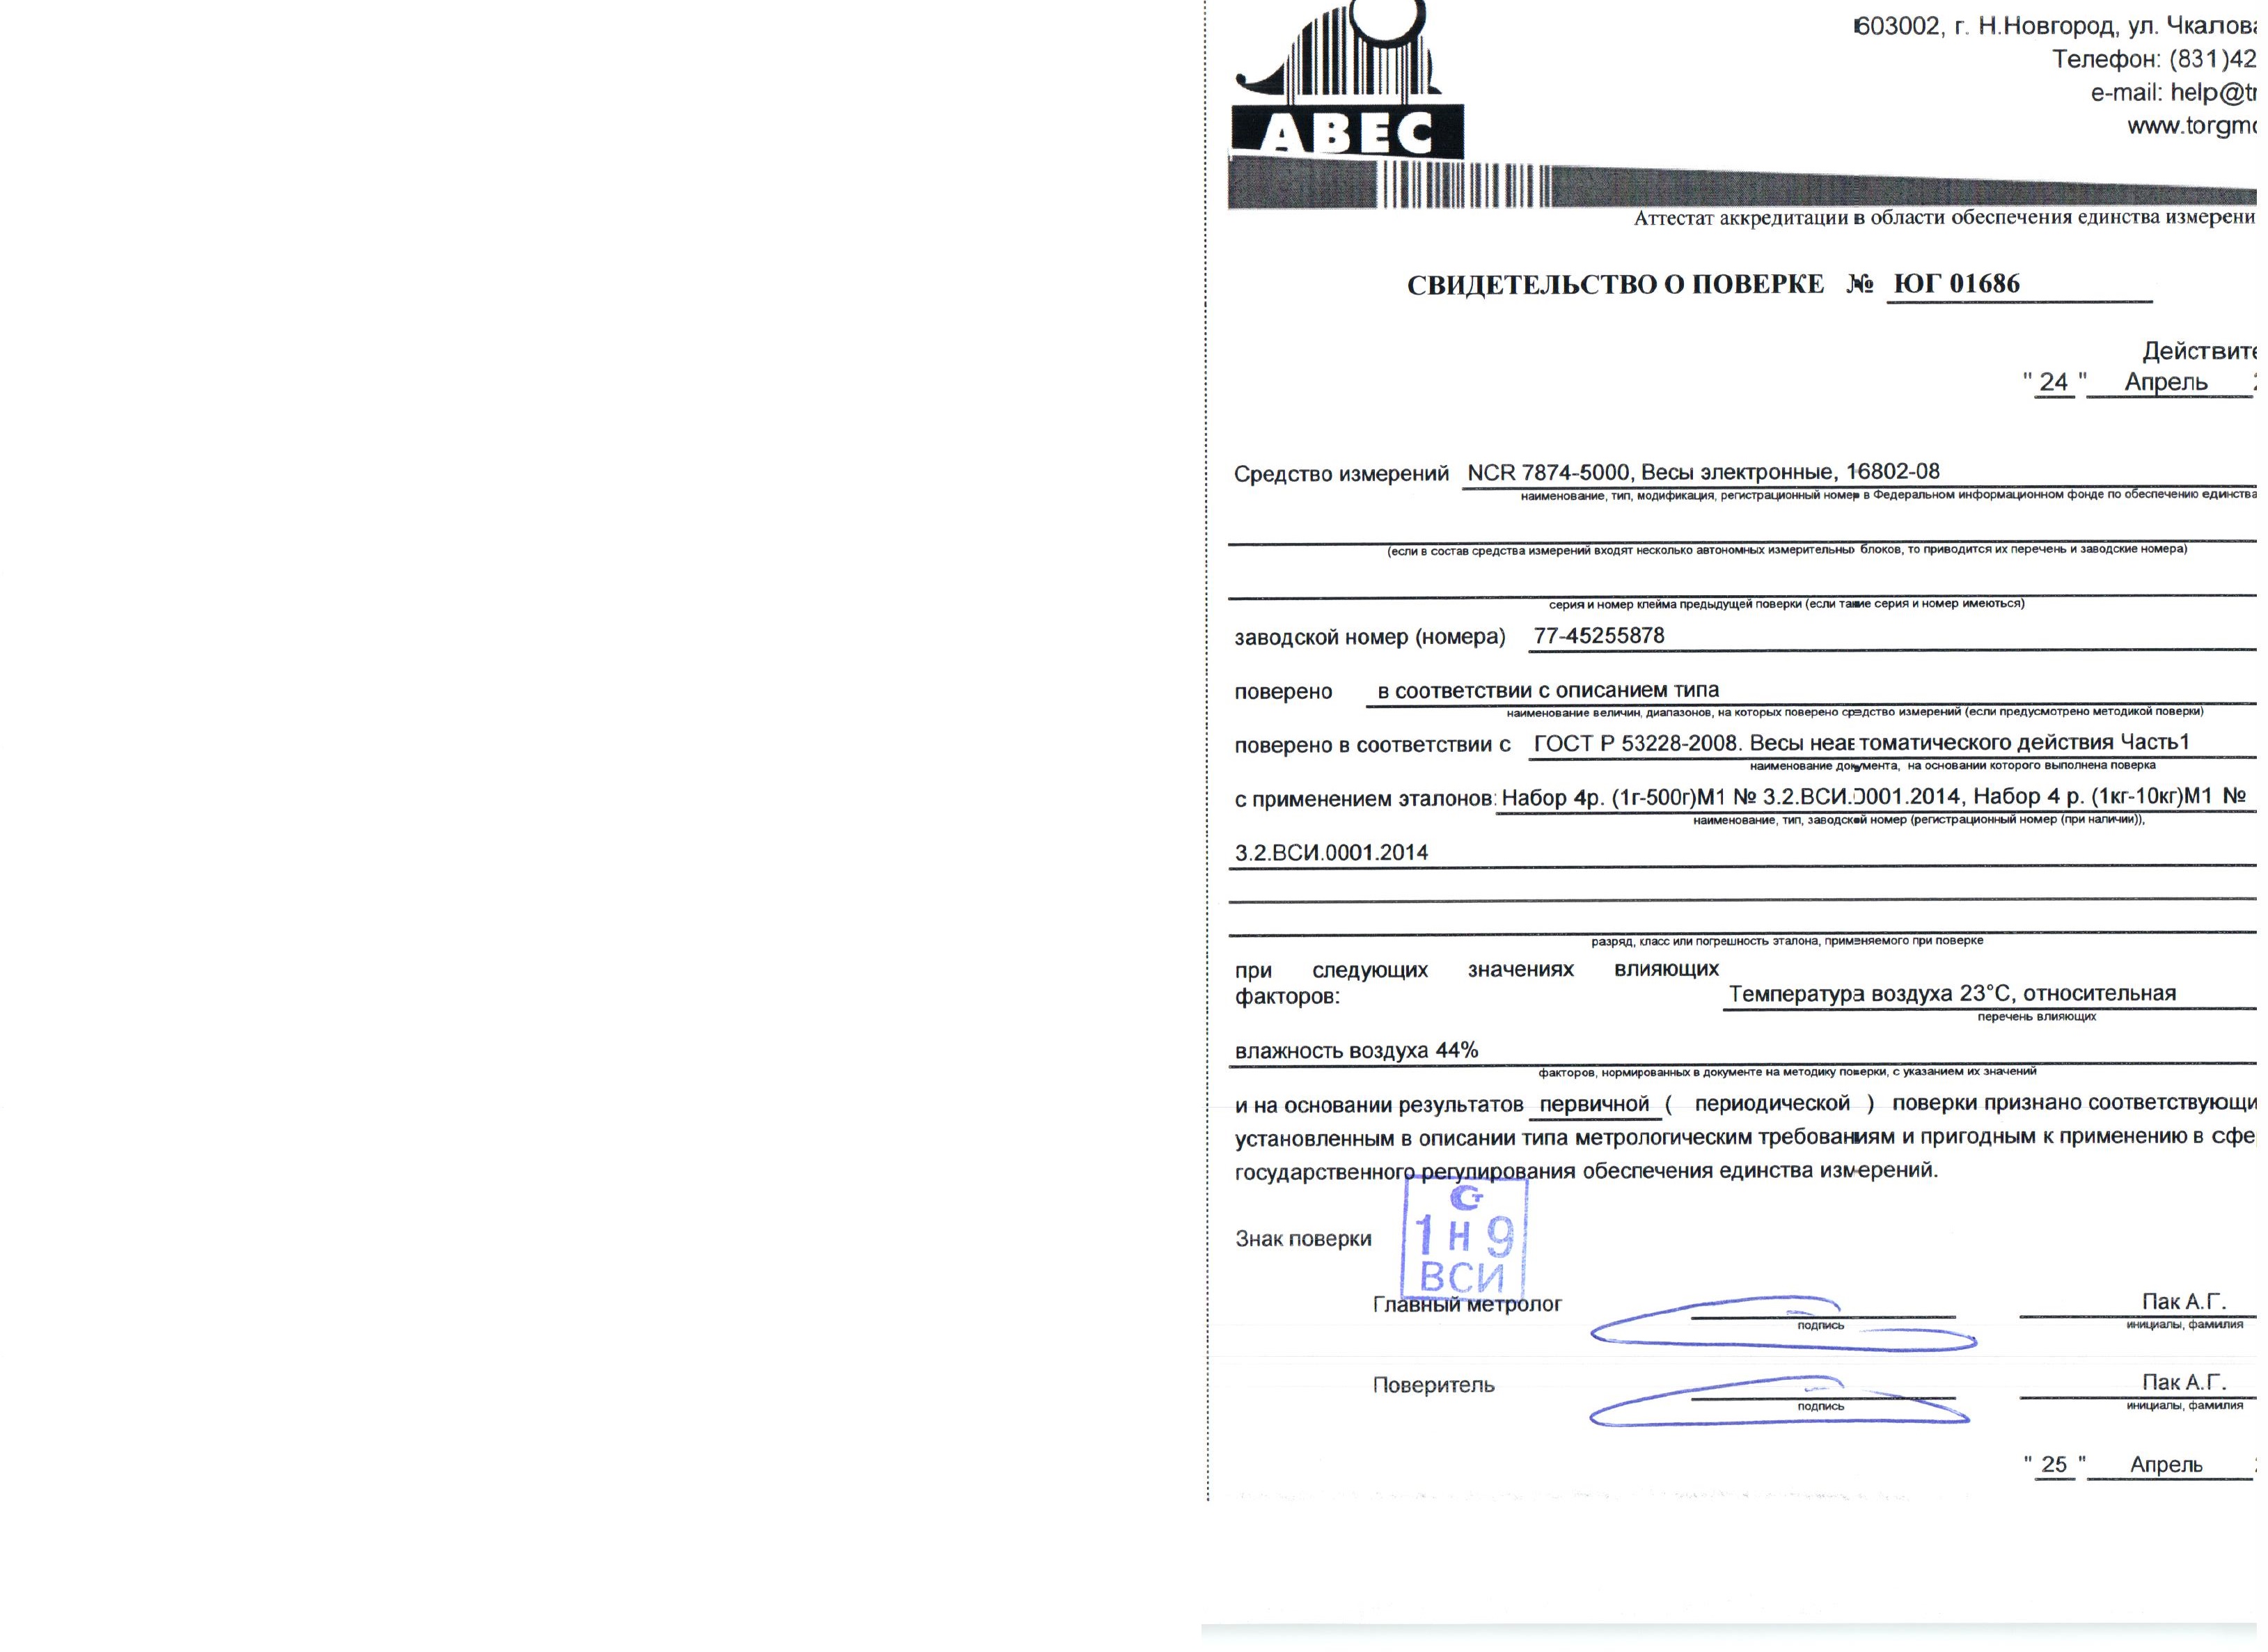 603002, г. Н.Новгород, ул. Чкалова
Телефон: (831)42
e-mail: help@tr
www.torgmo
АВЕС
Аттестат аккредитации в области обеспечения единства измерени
СВИДЕТЕЛЬСТВО О ПОВЕРКЕ № ЮГ 01686
Действите
" 24 " Апрель 2
Средство измерений NCR 7874-5000, Весы электронные, 16802-08
наименование, тип, модификация, регистрационный номер в Федеральном информационном фонде по обеспечению единства
(если в состав средства измерений входят несколько автономных измерительных блоков, то приводится их перечень и заводские номера)
серия и номер клейма предыдущей поверки (если такие серия и номер имеються)
заводской номер (номера) 77-45255878
поверено в соответствии с описанием типа
наименование величин, диапазонов, на которых поверено средство измерений (если предусмотрено методикой поверки)
поверено в соответствии с ГОСТ Р 53228-2008. Весы неавтоматического действия Часть1
наименование документа, на основании которого выполнена поверка
с применением эталонов: Набор 4р. (1г-500г)М1 № 3.2.ВСИ.0001.2014, Набор 4 р. (1кг-10кг)М1 №
наименование, тип, заводской номер (регистрационный номер (при наличии)),
3.2.ВСИ.0001.2014
разряд, класс или погрешность эталона, применяемого при поверке
при следующих значениях влияющих
факторов: Температура воздуха 23°С, относительная
перечень влияющих
влажность воздуха 44%
факторов, нормированных в документе на методику поверки, с указанием их значений
и на основании результатов первичной ( периодической ) поверки признано соответствующи
установленным в описании типа метрологическим требованиям и пригодным к применению в сфе
государственного регулирования обеспечения единства измерений.
Ст
1 Н 9
ВСИ
Знак поверки
Главный метролог Пак А.Г.
подпись инициалы, фамилия
Поверитель Пак А.Г.
подпись инициалы, фамилия
" 25 " Апрель 2